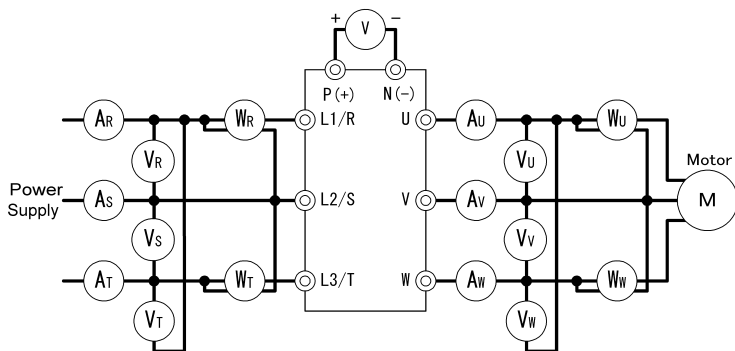 + V −
P(+) N(−)
AR WR L1/R U AU WU
VR VU Motor
Power Supply AS L2/S V AV M
VS VV
AT WT L3/T W AW WW
VT VW